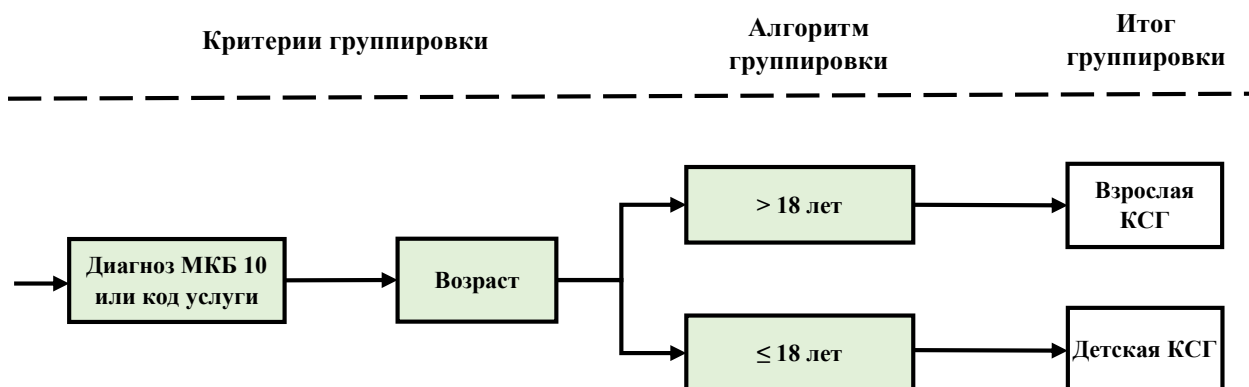 Критерии группировки
Алгоритм
группировки
Итог
группировки
Диагноз МКБ 10
или код услуги
Возраст
> 18 лет
Взрослая
КСГ
≤ 18 лет
Детская КСГ